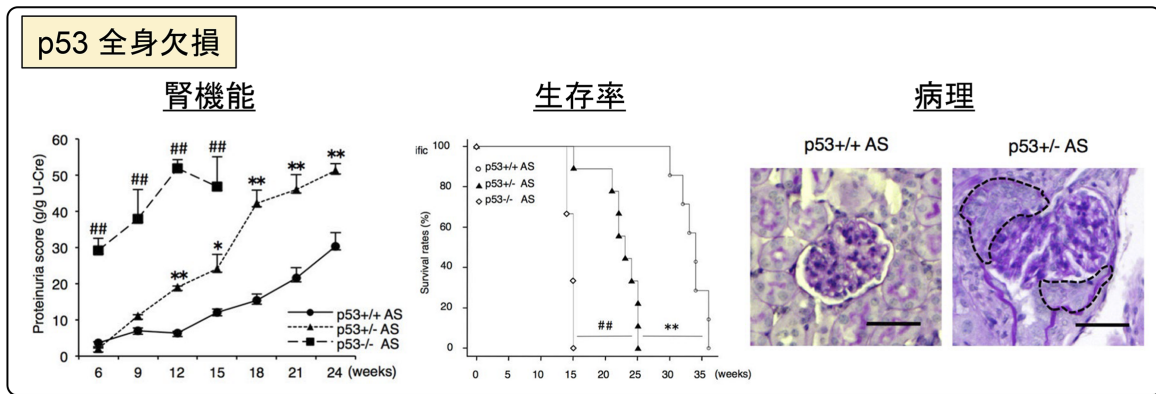 p53 全身欠損
腎機能
Proteinuria score (g/g U-Cre)
60
50
40
30
20
10
0
##
##
##
##
**
*
**
**
**
p53+/+ AS
p53+/- AS
p53-/- AS
6 9 12 15 18 21 24 (weeks)
生存率
ific
Survival rates (%)
100
80
60
40
20
0
p53+/+ AS
p53+/- AS
p53-/- AS
## **
0 5 10 15 20 25 30 35 (weeks)
病理
p53+/+ AS p53+/- AS